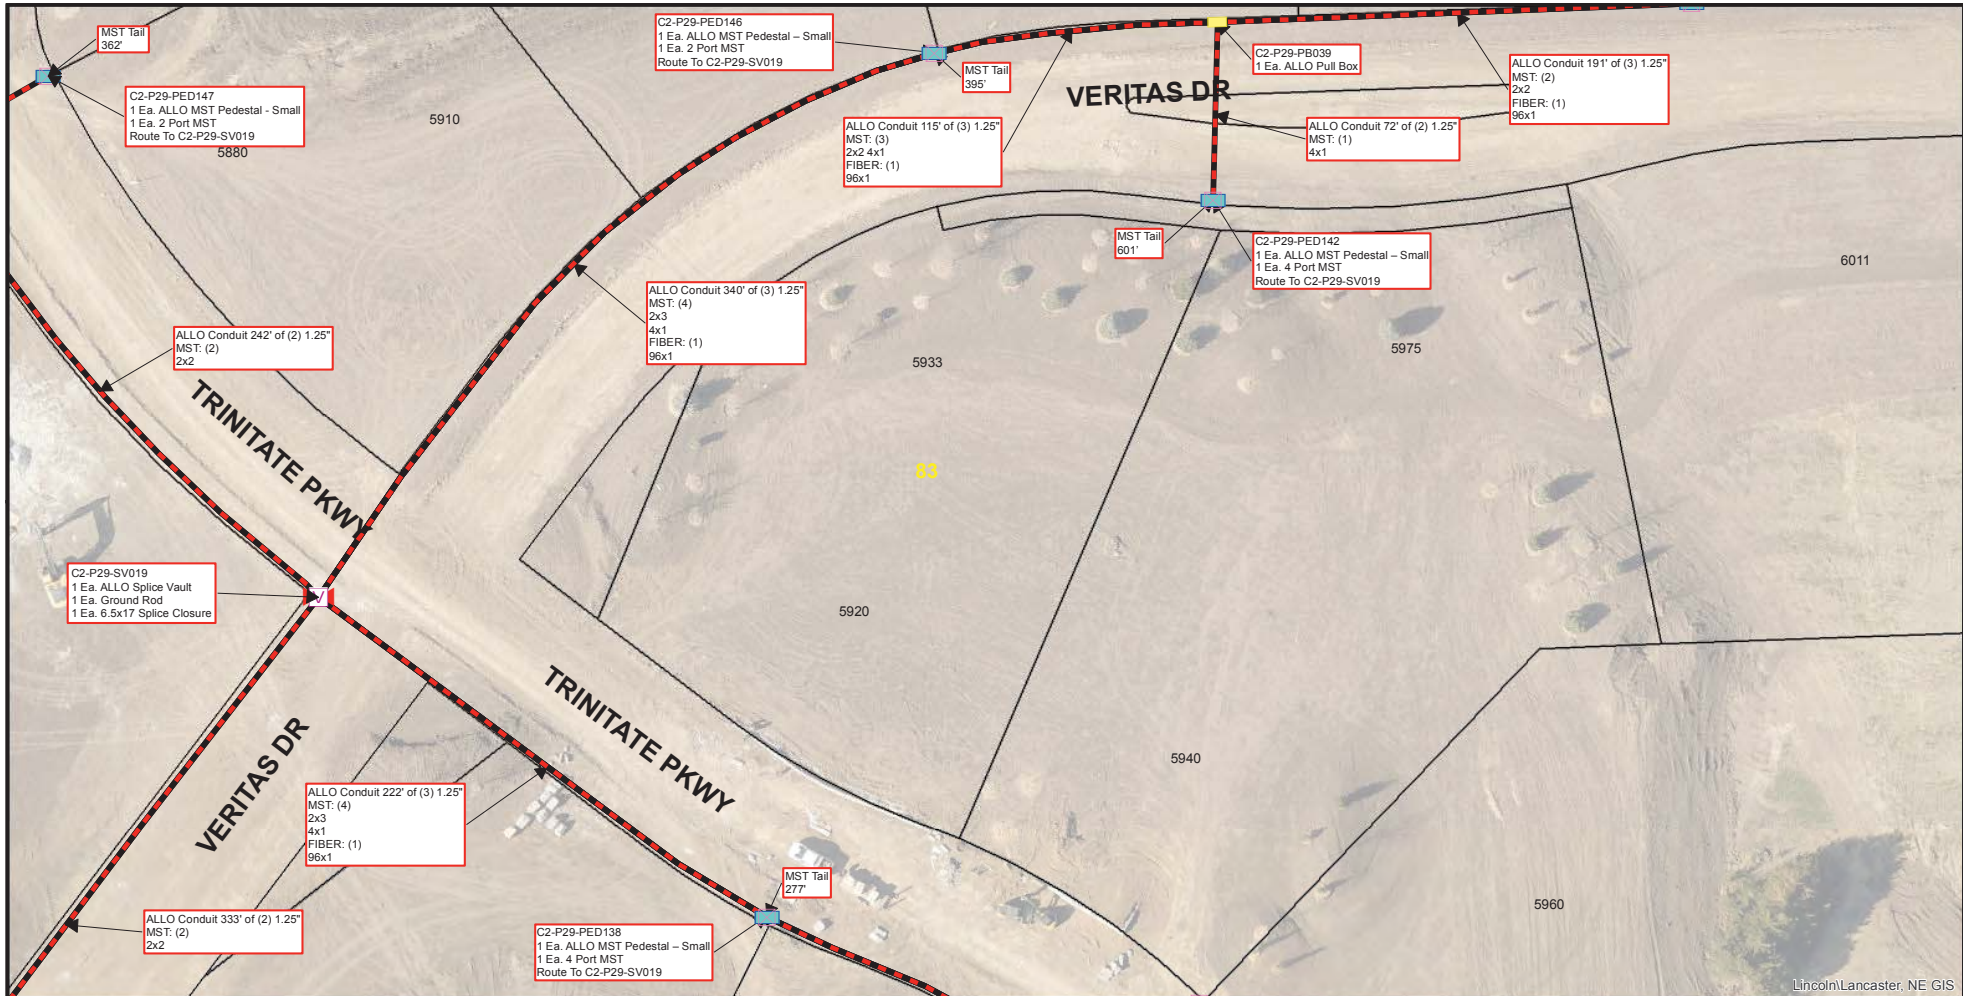 MST Tail
362'
C2-P29-PED147
1 Ea. ALLO MST Pedestal - Small
1 Ea. 2 Port MST
Route To C2-P29-SV019
5880
5910
C2-P29-PED146
1 Ea. ALLO MST Pedestal – Small
1 Ea. 2 Port MST
Route To C2-P29-SV019
MST Tail
395'
VERITAS DR
C2-P29-PB039
1 Ea. ALLO Pull Box
ALLO Conduit 191' of (3) 1.25"
MST: (2)
2x2
FIBER: (1)
96x1
ALLO Conduit 115' of (3) 1.25"
MST: (3)
2x2 4x1
FIBER: (1)
96x1
ALLO Conduit 72' of (2) 1.25"
MST: (1)
4x1
MST Tail
601'
C2-P29-PED142
1 Ea. ALLO MST Pedestal – Small
1 Ea. 4 Port MST
Route To C2-P29-SV019
6011
ALLO Conduit 340' of (3) 1.25"
MST: (4)
2x3
4x1
FIBER: (1)
96x1
ALLO Conduit 242' of (2) 1.25"
MST: (2)
2x2
5933
5975
TRINITATE PKWY
83
C2-P29-SV019
1 Ea. ALLO Splice Vault
1 Ea. Ground Rod
1 Ea. 6.5x17 Splice Closure
V
5920
TRINITATE PKWY
VERITAS DR
5940
ALLO Conduit 222' of (3) 1.25"
MST: (4)
2x3
4x1
FIBER: (1)
96x1
MST Tail
277'
ALLO Conduit 333' of (2) 1.25"
MST: (2)
2x2
C2-P29-PED138
1 Ea. ALLO MST Pedestal – Small
1 Ea. 4 Port MST
Route To C2-P29-SV019
5960
Lincoln\Lancaster, NE GIS